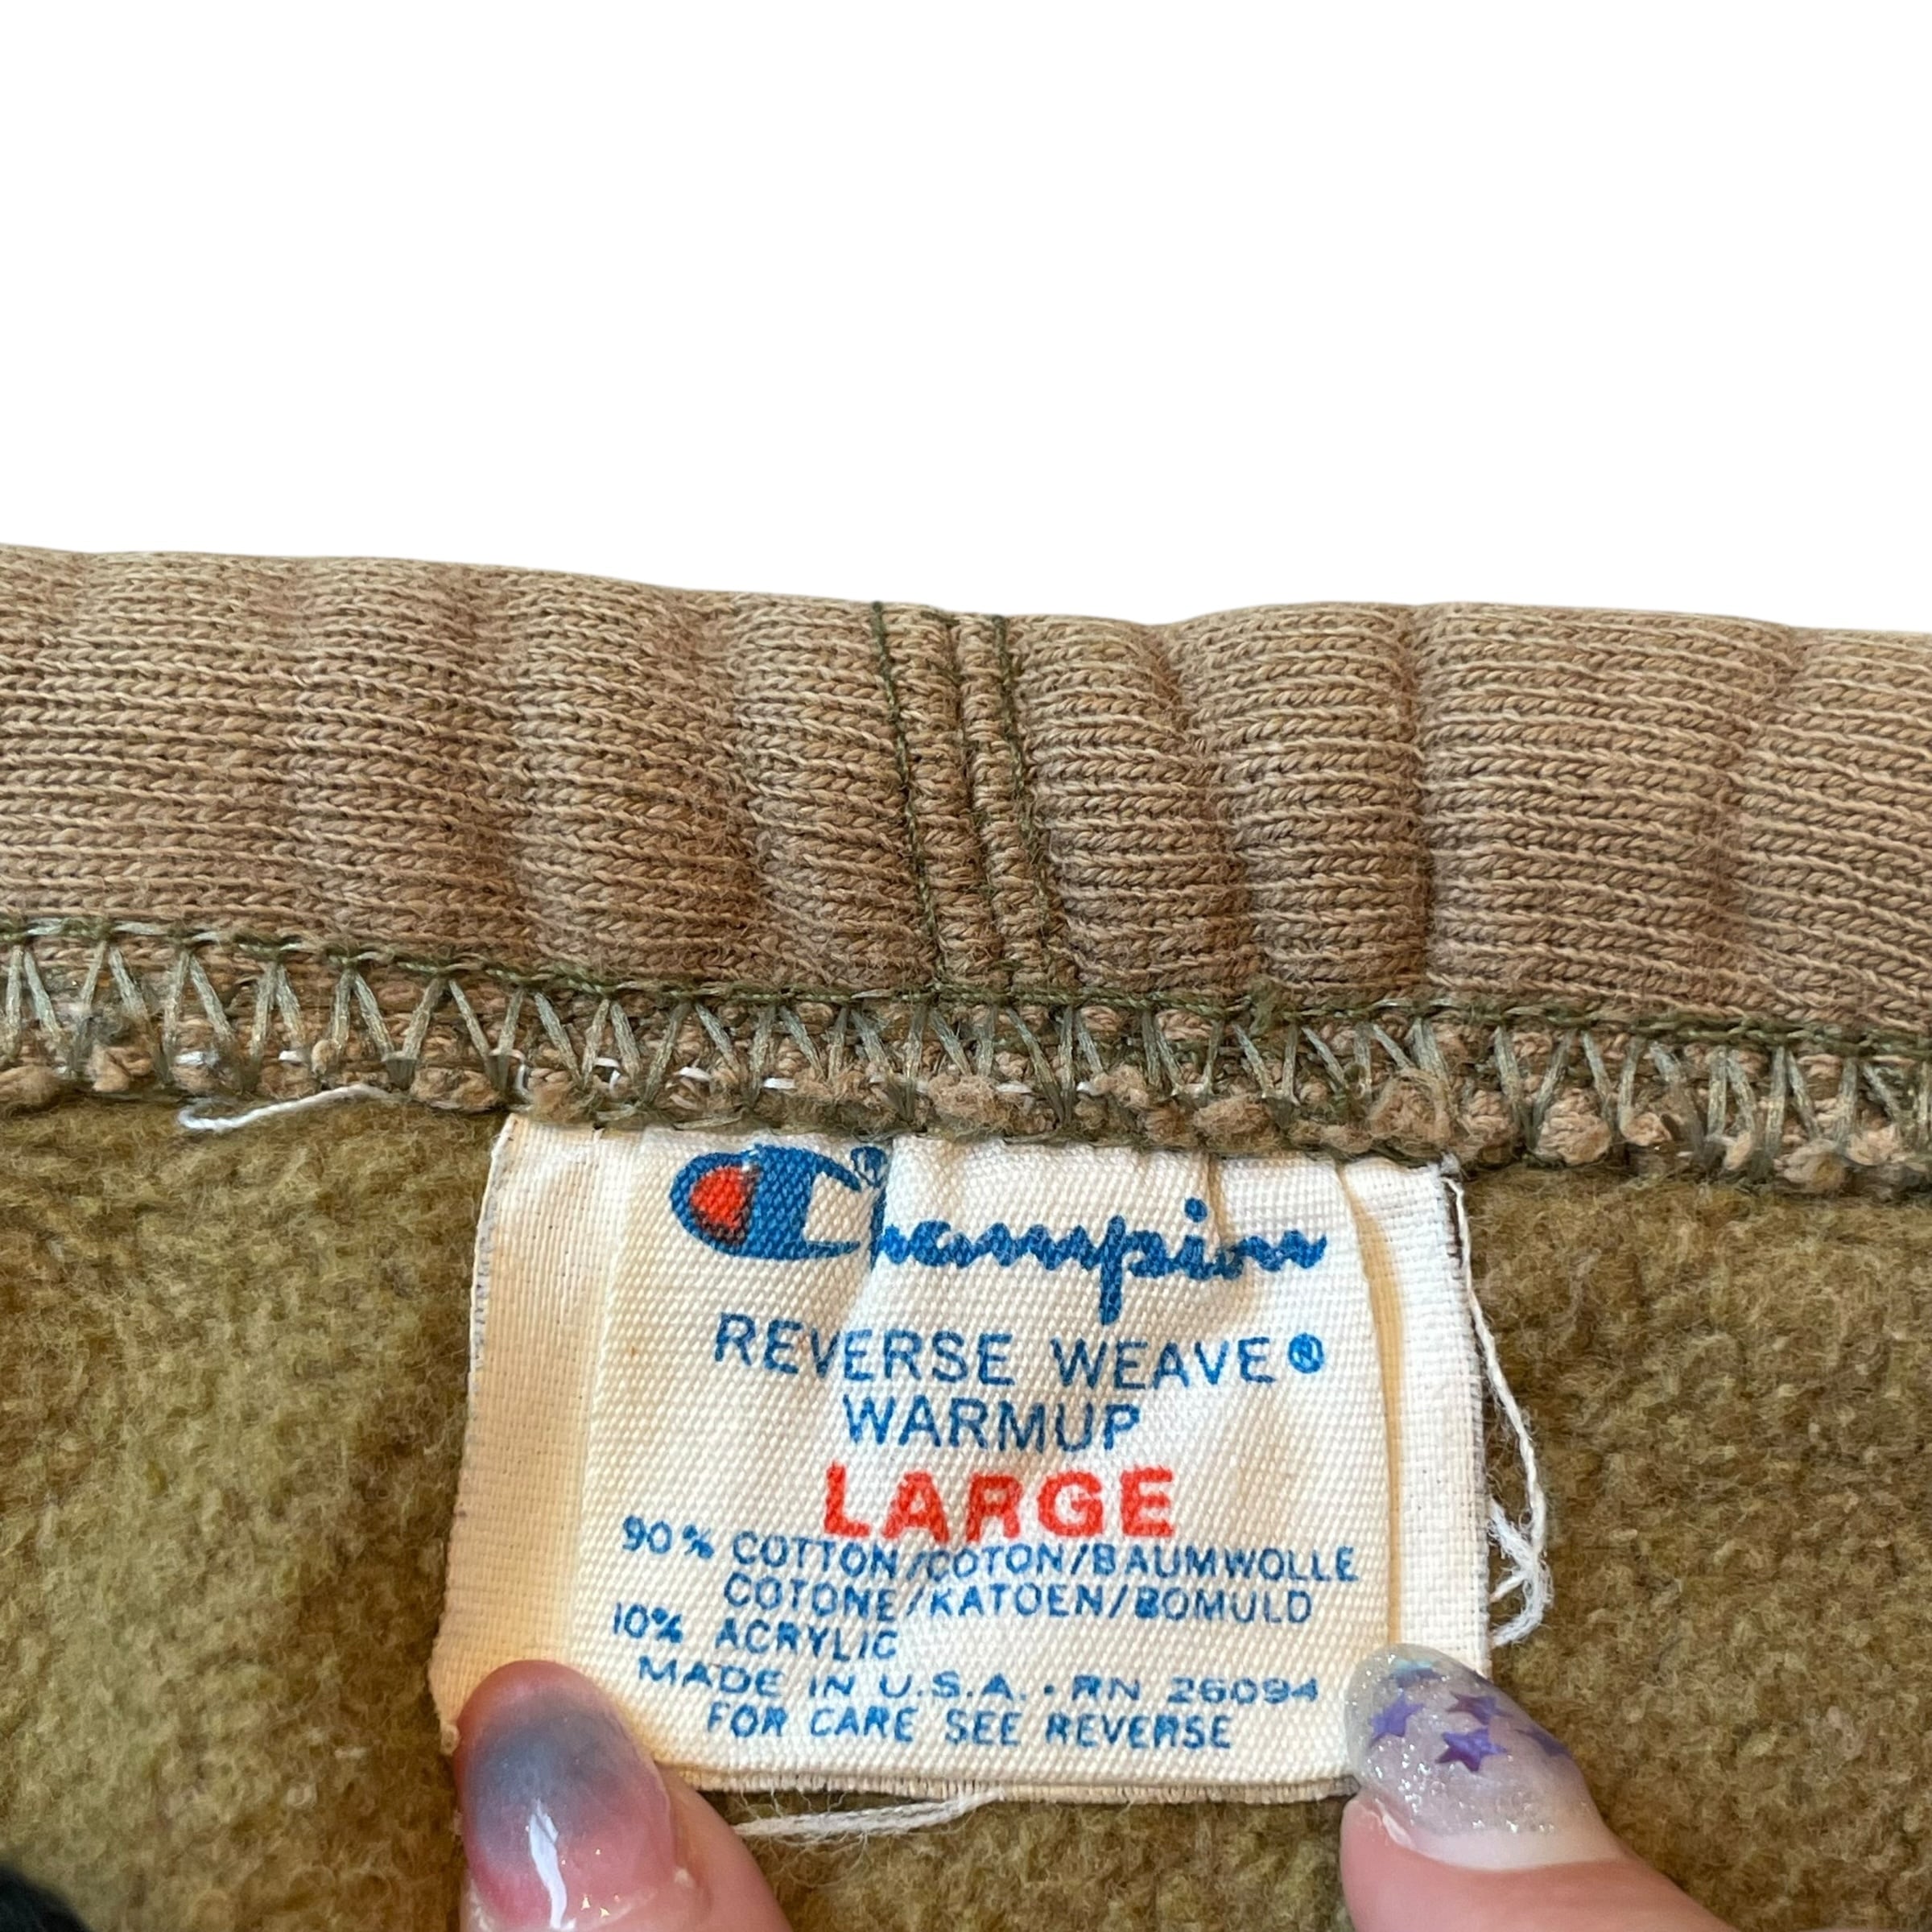 Champion®
REVERSE WEAVE®
WARMUP
LARGE
90% COTTON/COTON/BAUMWOLLE
COTONE/KATOEN/BOMULD
10% ACRYLIC
MADE IN U.S.A. · RN 26094
FOR CARE SEE REVERSE